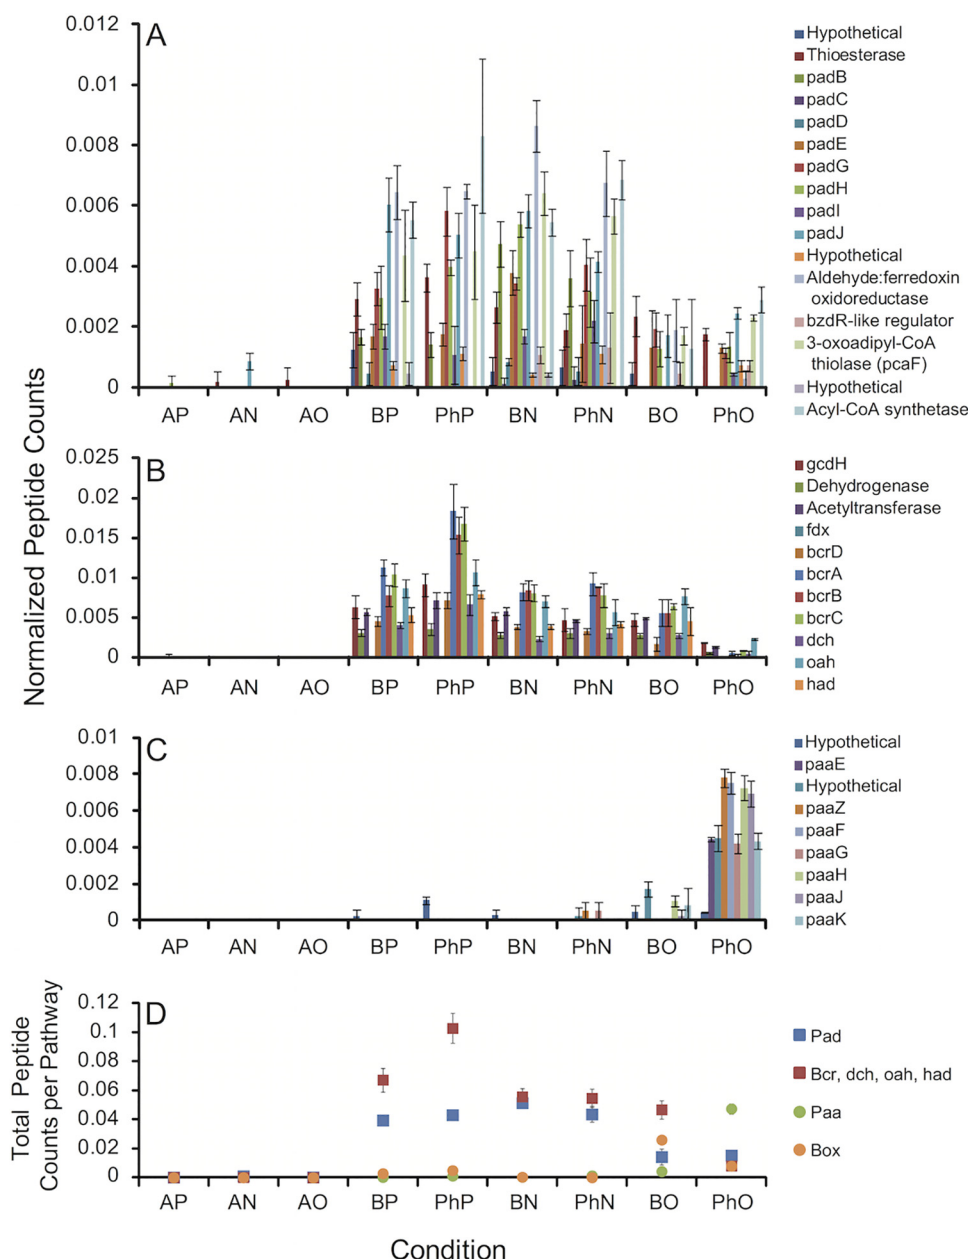 A
0.012
0.01
0.008
0.006
0.004
0.002
0
AP AN AO BP PhP BN PhN BO PhO
Hypothetical
Thioesterase
padB
padC
padD
padE
padG
padH
padI
padJ
Hypothetical
Aldehyde:ferredoxin
oxidoreductase
bzdR-like regulator
3-oxoadipyl-CoA
thiolase (pcaF)
Hypothetical
Acyl-CoA synthetase
Normalized Peptide Counts
B
0.025
0.02
0.015
0.01
0.005
0
AP AN AO BP PhP BN PhN BO PhO
gcdH
Dehydrogenase
Acetyltransferase
fdx
bcrD
bcrA
bcrB
bcrC
dch
oah
had
C
0.01
0.008
0.006
0.004
0.002
0
AP AN AO BP PhP BN PhN BO PhO
Hypothetical
paaE
Hypothetical
paaZ
paaF
paaG
paaH
paaJ
paaK
D
Total Peptide
Counts per Pathway
0.12
0.1
0.08
0.06
0.04
0.02
0
AP AN AO BP PhP BN PhN BO PhO
Pad
Bcr, dch, oah, had
Paa
Box
Condition